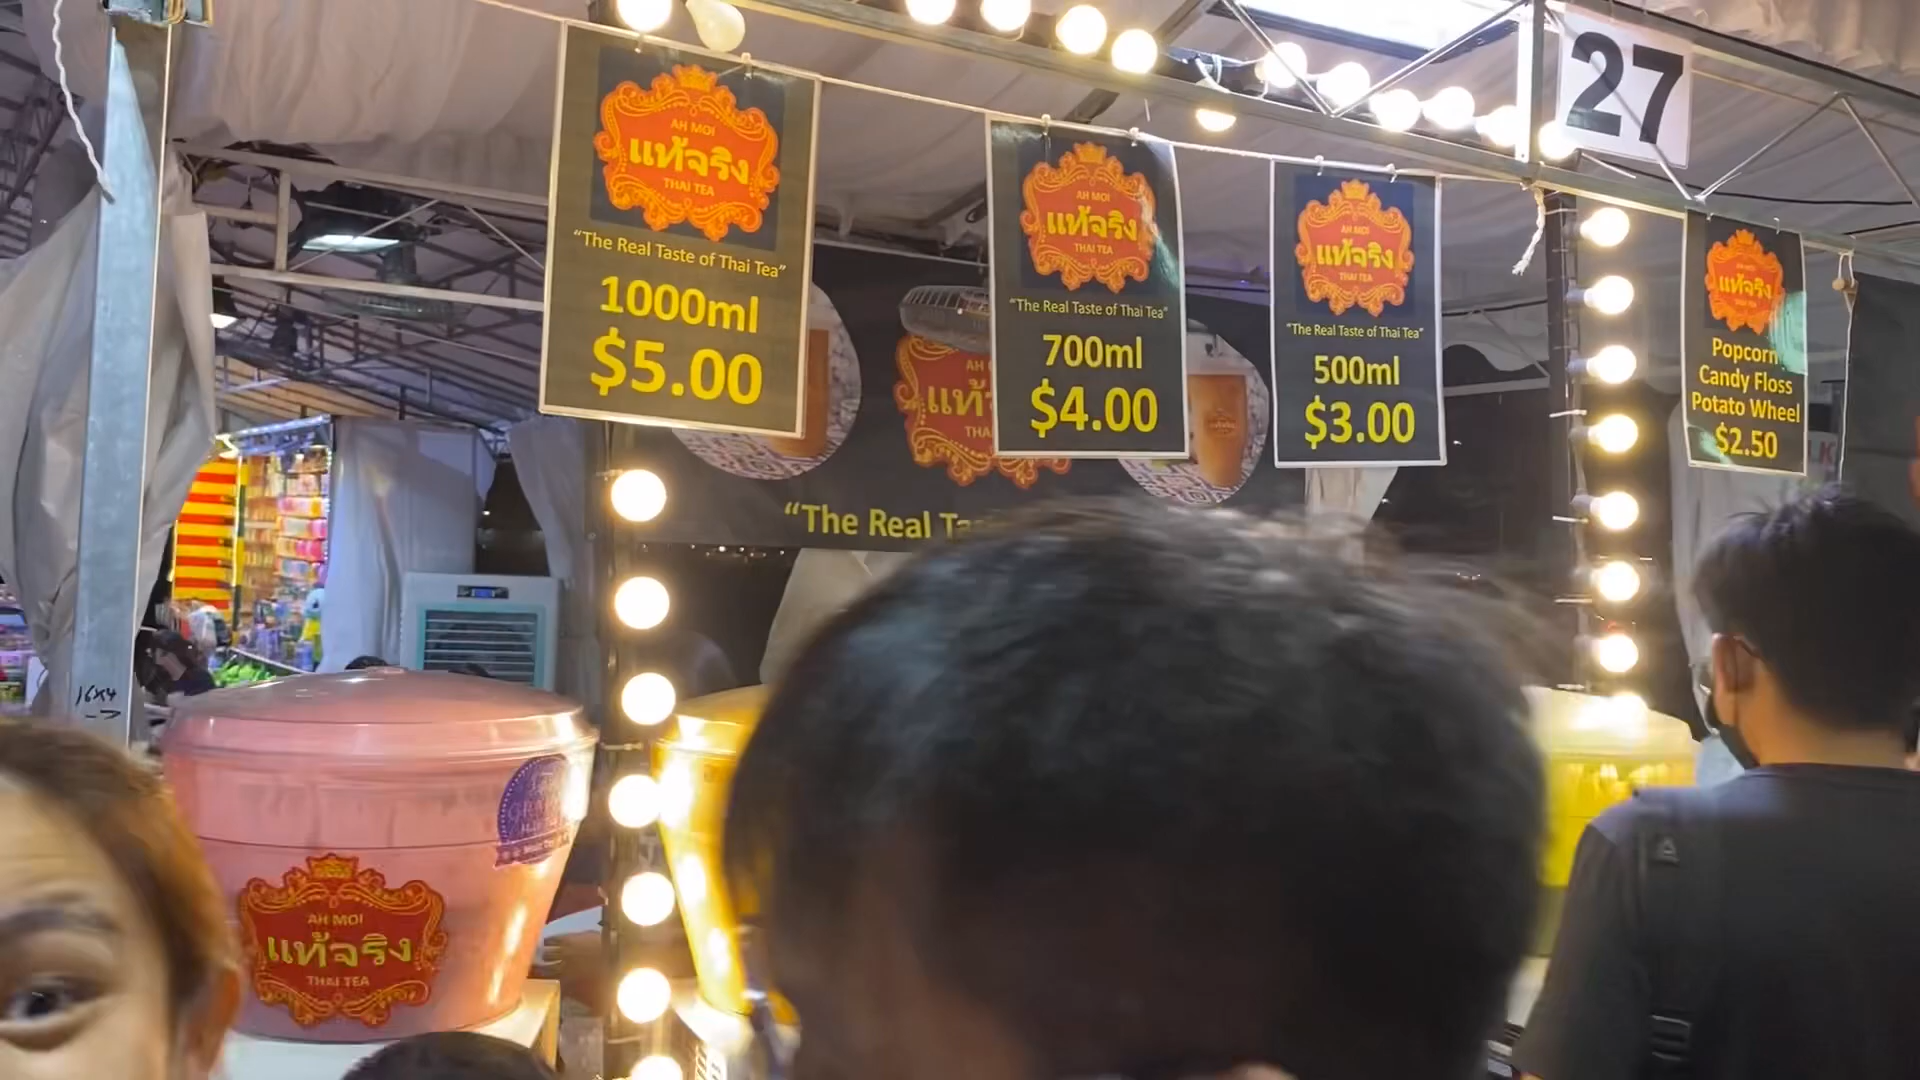 27
AH MOI
แท้จริง
THAI TEA
"The Real Taste of Thai Tea"
1000ml
$5.00
AH MOI
แท้จริง
THAI TEA
"The Real Taste of Thai Tea"
700ml
$4.00
AH MOI
แท้จริง
THAI TEA
"The Real Taste of Thai Tea"
500ml
$3.00
แท้จริง
Popcorn
Candy Floss
Potato Wheel
$2.50
"The Real
AH MOI
แท้จริง
THAI TEA